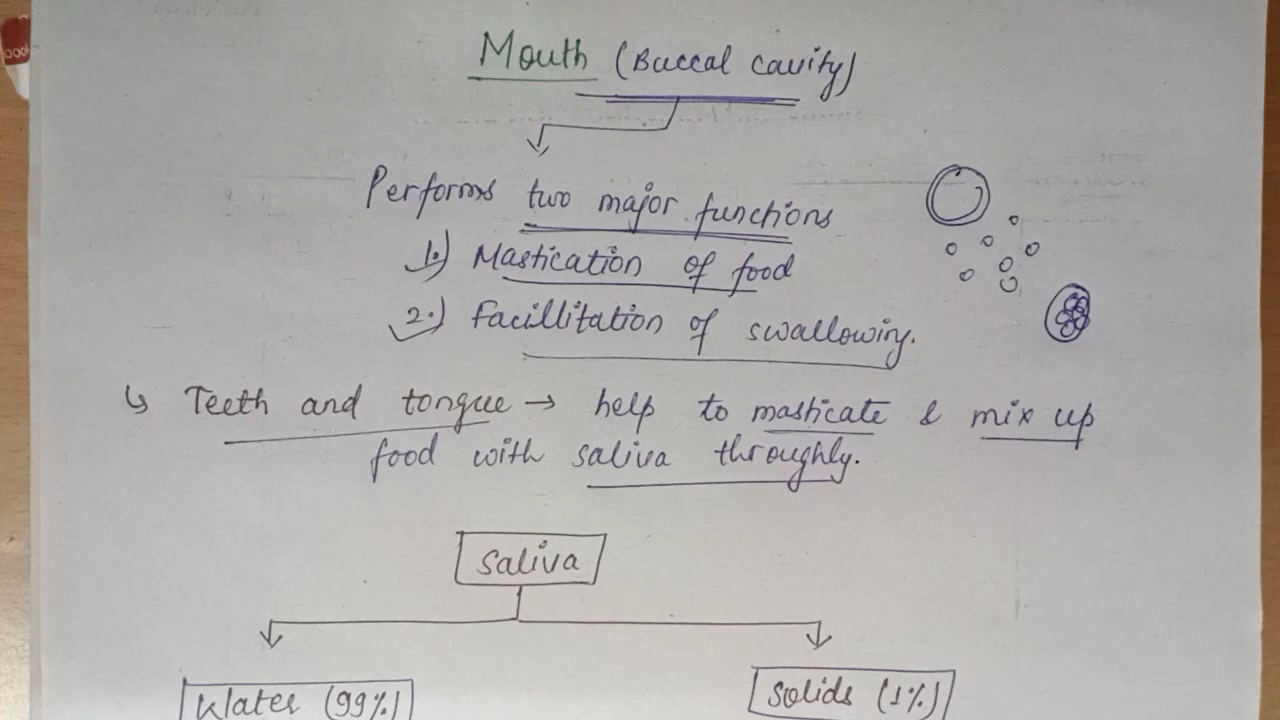 book
Mouth (Buccal cavity)
Performs two major functions
1.) Mastication of food
2.) Facillitation of swallowing.
↳ Teeth and tongue → help to masticate & mix up
food with saliva throughly.
Saliva
Water (99%)
Solids (1%)